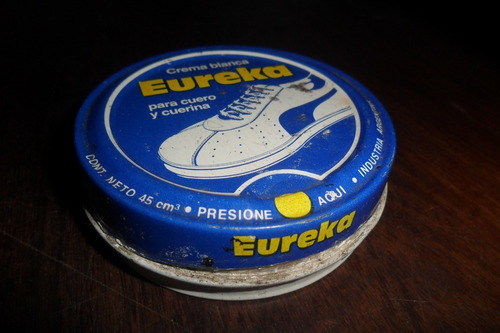 Crema blanca
Eureka
para cuero
y cuerina
CONT. NETO 45 cm³ • PRESIONE AQUI • INDUSTRIA
Eureka